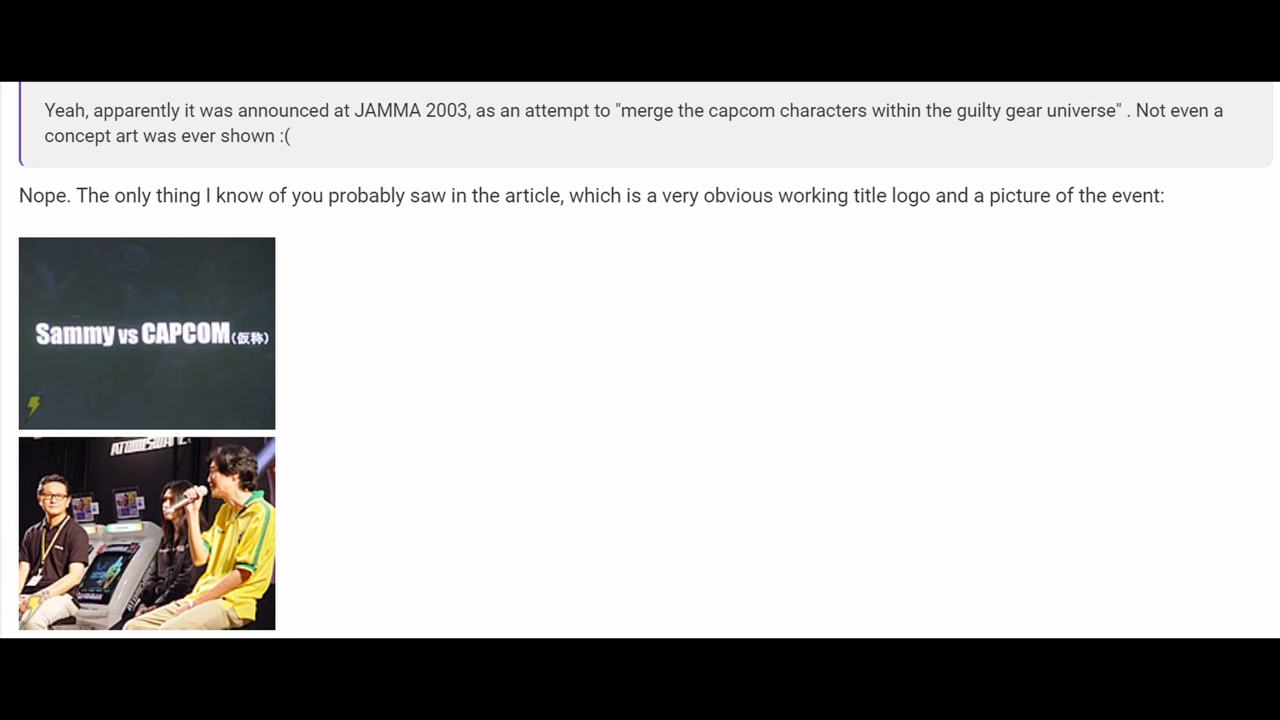 Yeah, apparently it was announced at JAMMA 2003, as an attempt to "merge the capcom characters within the guilty gear universe" . Not even a
concept art was ever shown :(
Nope. The only thing I know of you probably saw in the article, which is a very obvious working title logo and a picture of the event:
Sammy vs CAPCOM(仮称)
ATOMISWAVE